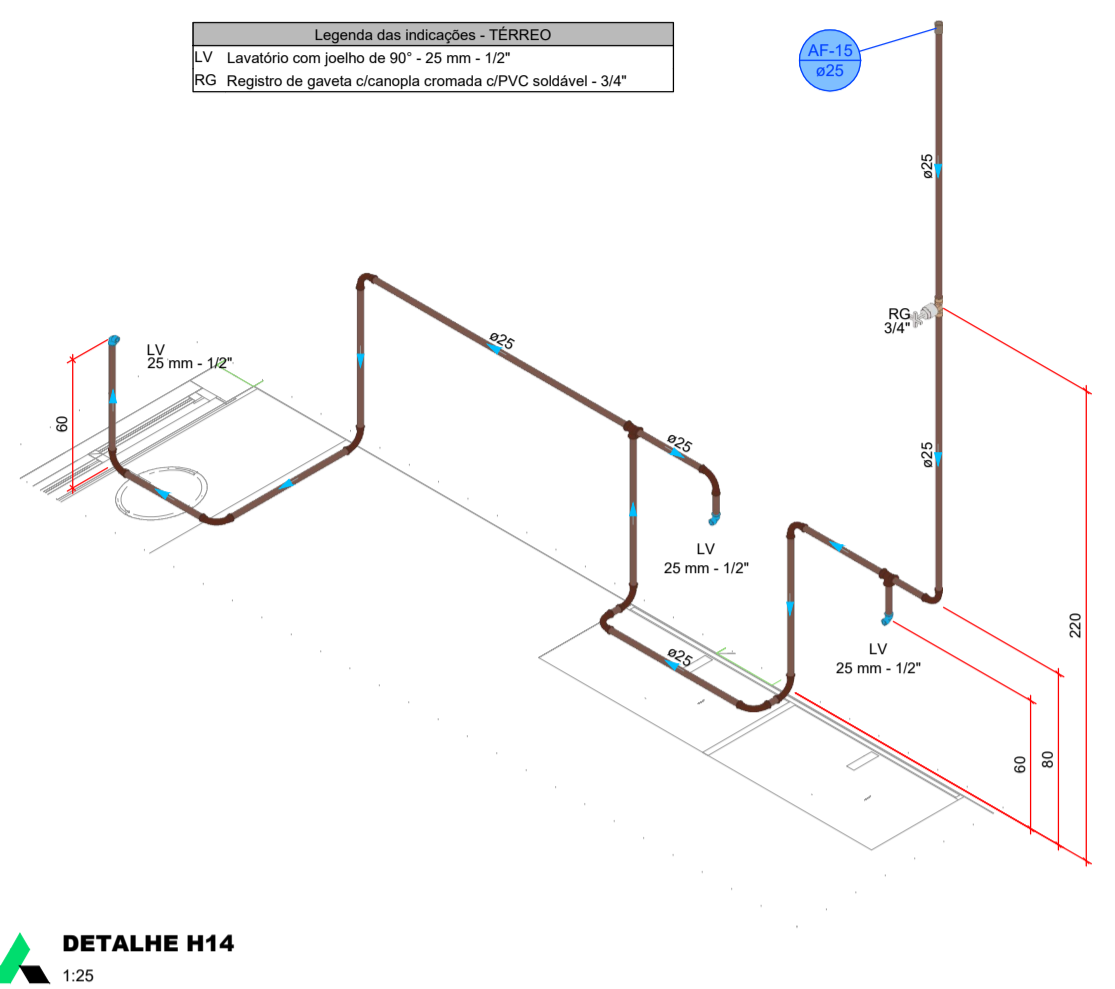 Legenda das indicações - TÉRREO
LV Lavatório com joelho de 90° - 25 mm - 1/2"
RG Registro de gaveta c/canopla cromada c/PVC soldável - 3/4"
AF-15
ø25
ø25
RG
3/4"
ø25
LV
25 mm - 1/2"
60
ø25
ø25
LV
25 mm - 1/2"
ø25
LV
25 mm - 1/2"
220
60
80
DETALHE H14
1:25